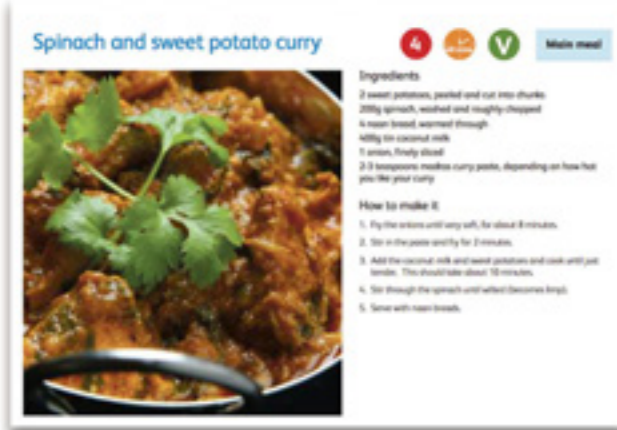 Spinach and sweet potato curry
4
V
Main meal
Ingredients
2 sweet potatoes, peeled and cut into chunks
200g spinach, washed and roughly chopped
4 naan bread, warmed through
400g tin coconut milk
1 onion, finely sliced
2-3 teaspoons madras curry paste, depending on how hot
you like your curry
How to make it
1. Fry the onions until very soft, for about 8 minutes.
2. Stir in the paste and fry for 2 minutes.
3. Add the coconut milk and sweet potatoes and cook until just
tender. This should take about 10 minutes.
4. Stir through the spinach until wilted (becomes limp).
5. Serve with naan breads.